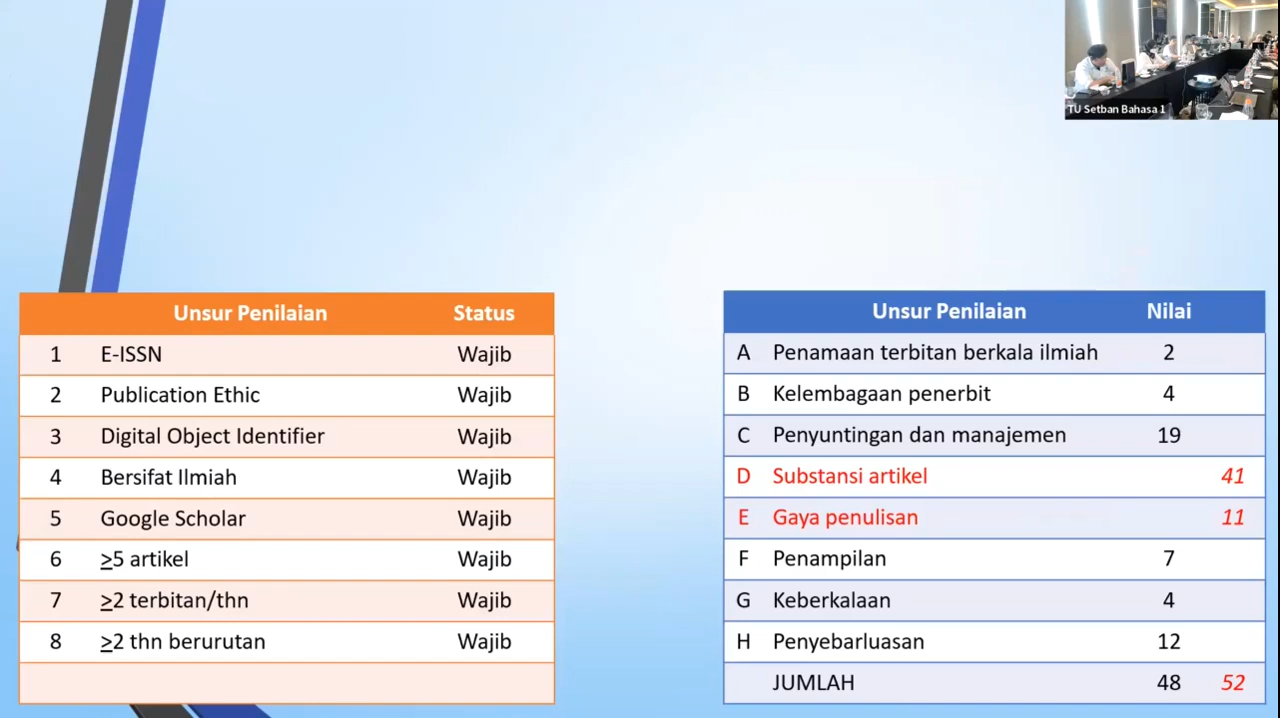 TU Setban Bahasa 1
Unsur Penilaian Status
1 E-ISSN Wajib
2 Publication Ethic Wajib
3 Digital Object Identifier Wajib
4 Bersifat Ilmiah Wajib
5 Google Scholar Wajib
6 ≥5 artikel Wajib
7 ≥2 terbitan/thn Wajib
8 ≥2 thn berurutan Wajib
Unsur Penilaian Nilai
A Penamaan terbitan berkala ilmiah 2
B Kelembagaan penerbit 4
C Penyuntingan dan manajemen 19
D Substansi artikel 41
E Gaya penulisan 11
F Penampilan 7
G Keberkalaan 4
H Penyebarluasan 12
JUMLAH 48 52